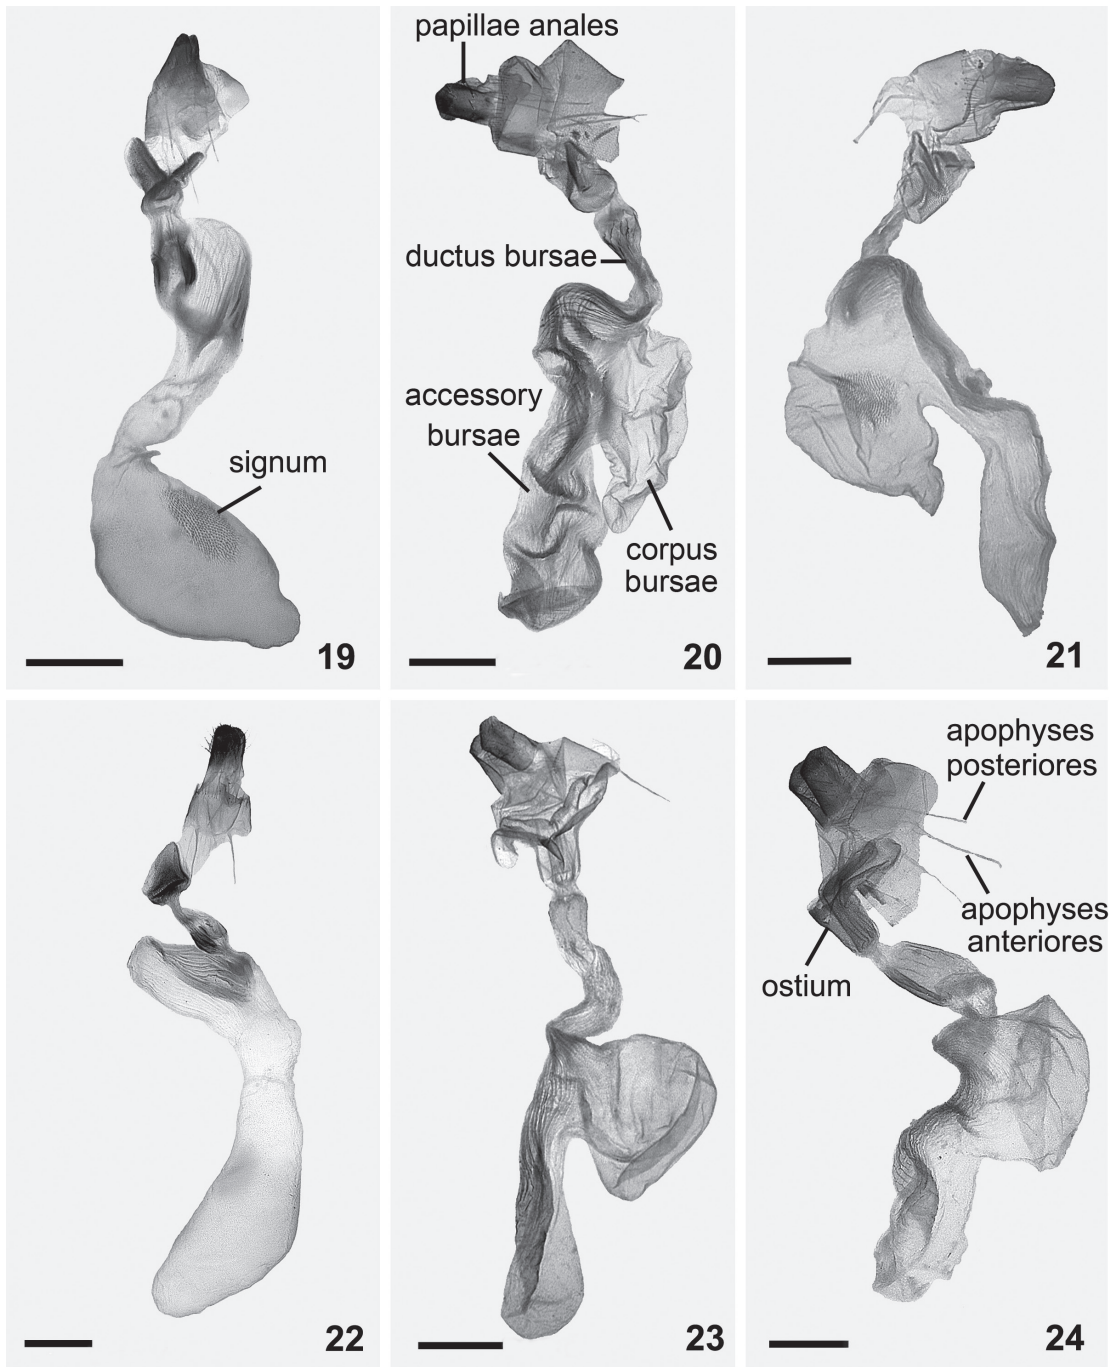 signum
19
papillae anales
ductus bursae
accessory
bursae
corpus
bursae
20
21
22
23
apophyses
posteriores
apophyses
anteriores
ostium
24